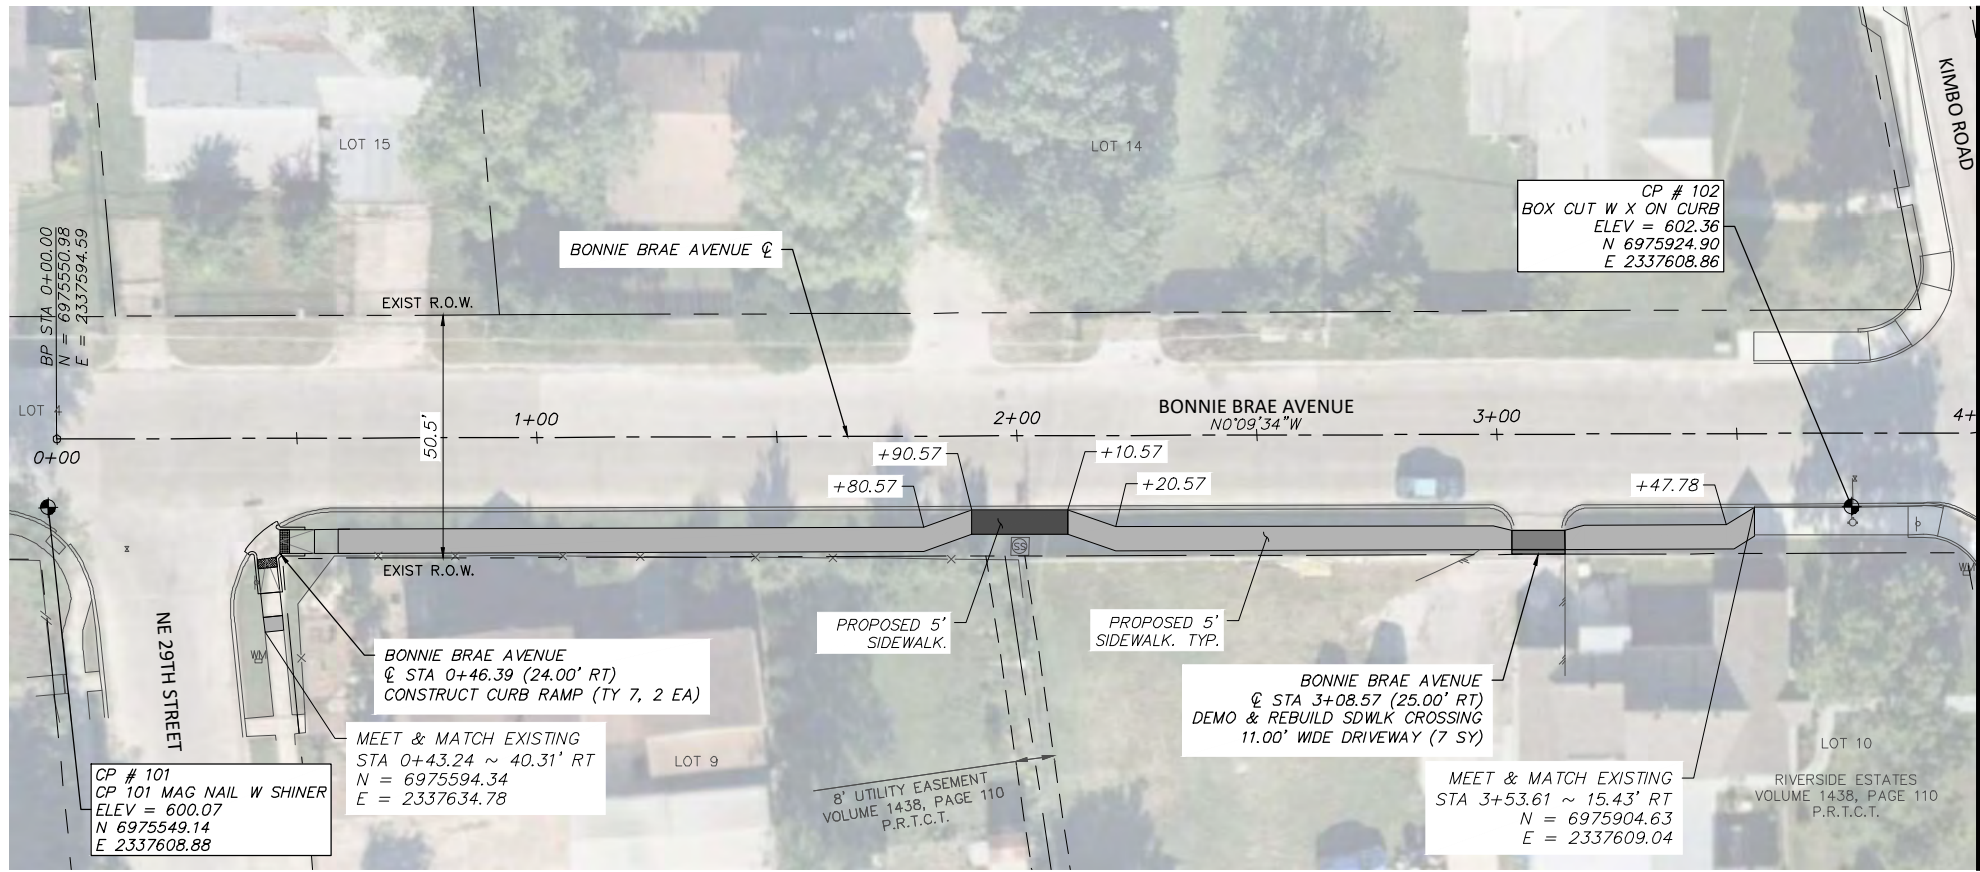 KIMBO ROAD
LOT 15
LOT 14
CP # 102
BOX CUT W X ON CURB
ELEV = 602.36
N 6975924.90
E 2337608.86
BP STA 0+00.00
N = 6975550.98
E = 2337594.59
BONNIE BRAE AVENUE ℄
EXIST R.O.W.
LOT 4
50.5'
1+00
2+00
BONNIE BRAE AVENUE
N0°09'34"W
3+00
4+
0+00
+90.57
+10.57
+80.57
+20.57
+47.78
SS
EXIST R.O.W.
WM
WM
NE 29TH STREET
PROPOSED 5'
SIDEWALK.
PROPOSED 5'
SIDEWALK. TYP.
BONNIE BRAE AVENUE
℄ STA 0+46.39 (24.00' RT)
CONSTRUCT CURB RAMP (TY 7, 2 EA)
BONNIE BRAE AVENUE
℄ STA 3+08.57 (25.00' RT)
DEMO & REBUILD SDWLK CROSSING
11.00' WIDE DRIVEWAY (7 SY)
MEET & MATCH EXISTING
STA 0+43.24 ~ 40.31' RT
N = 6975594.34
E = 2337634.78
LOT 9
LOT 10
CP # 101
CP 101 MAG NAIL W SHINER
ELEV = 600.07
N 6975549.14
E 2337608.88
8' UTILITY EASEMENT
VOLUME 1438, PAGE 110
P.R.T.C.T.
MEET & MATCH EXISTING
STA 3+53.61 ~ 15.43' RT
N = 6975904.63
E = 2337609.04
RIVERSIDE ESTATES
VOLUME 1438, PAGE 110
P.R.T.C.T.